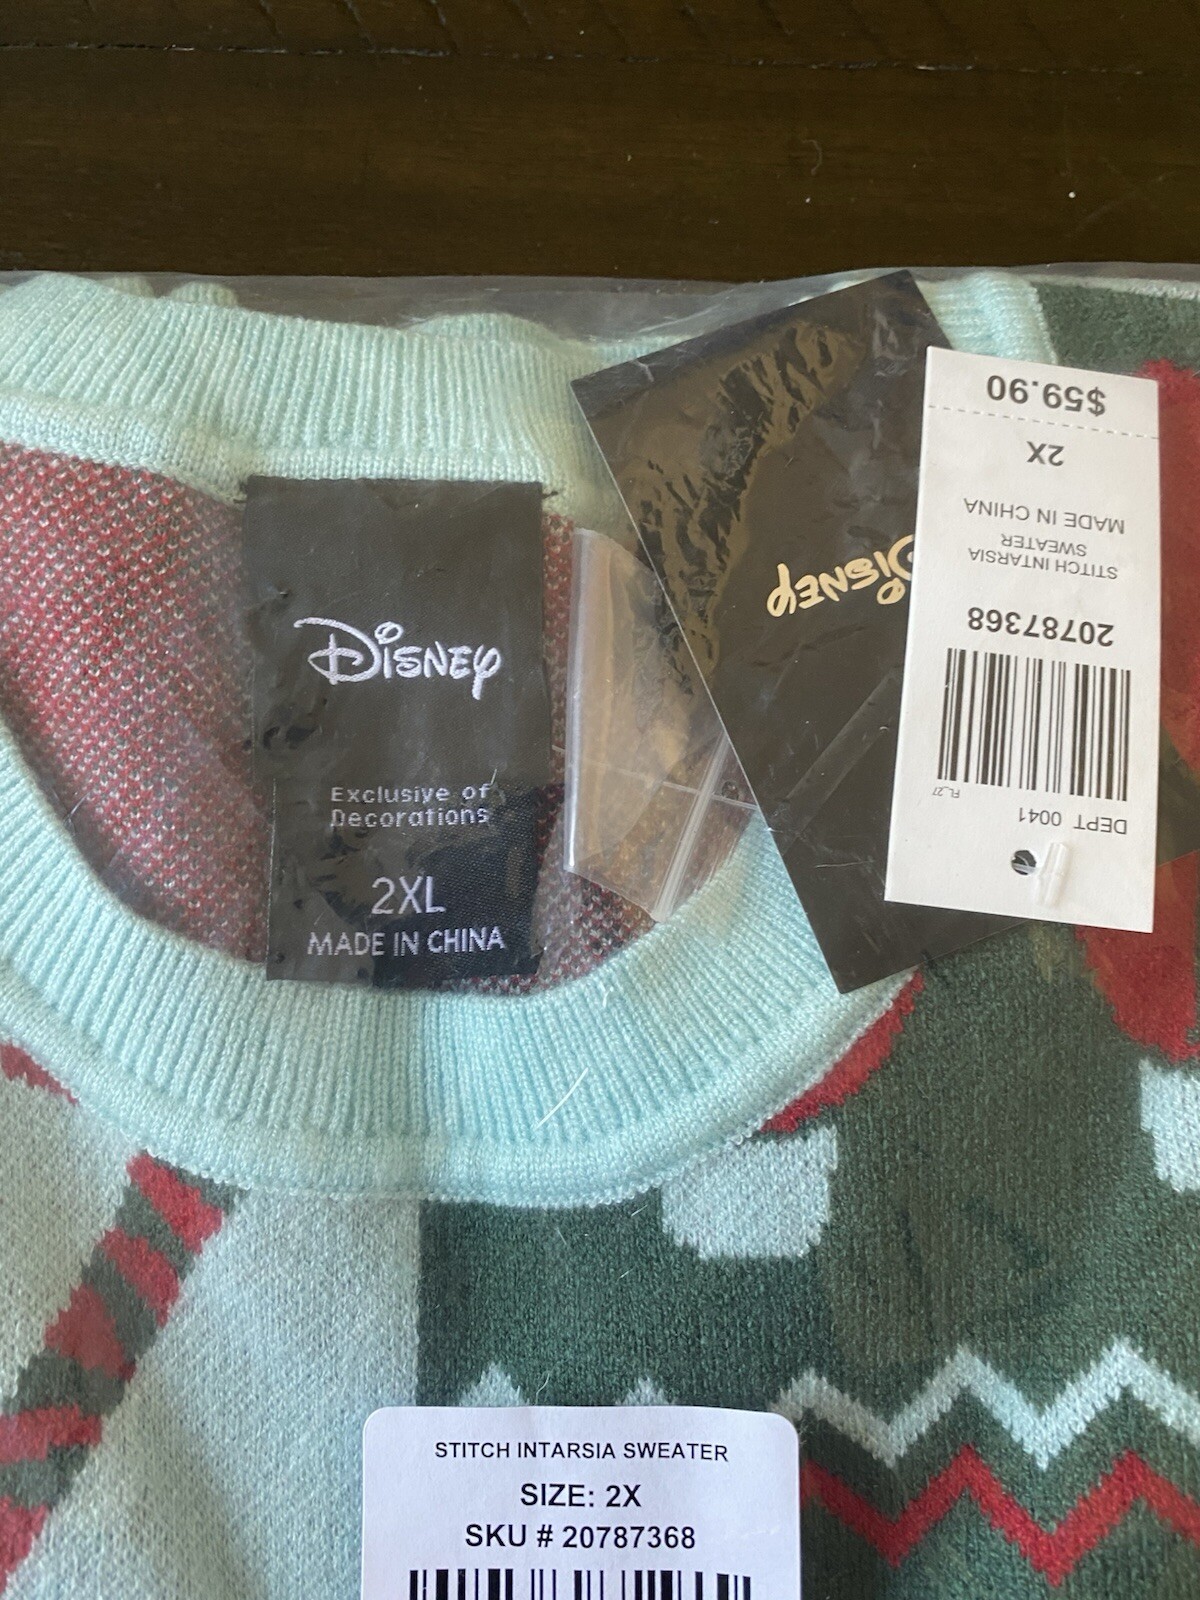 Disney
Exclusive of
Decorations
2XL
MADE IN CHINA
Disney
$59.90
2X
MADE IN CHINA
SWEATER
STITCH INTARSIA
20787368
FL_27
DEPT 0041
STITCH INTARSIA SWEATER
SIZE: 2X
SKU # 20787368